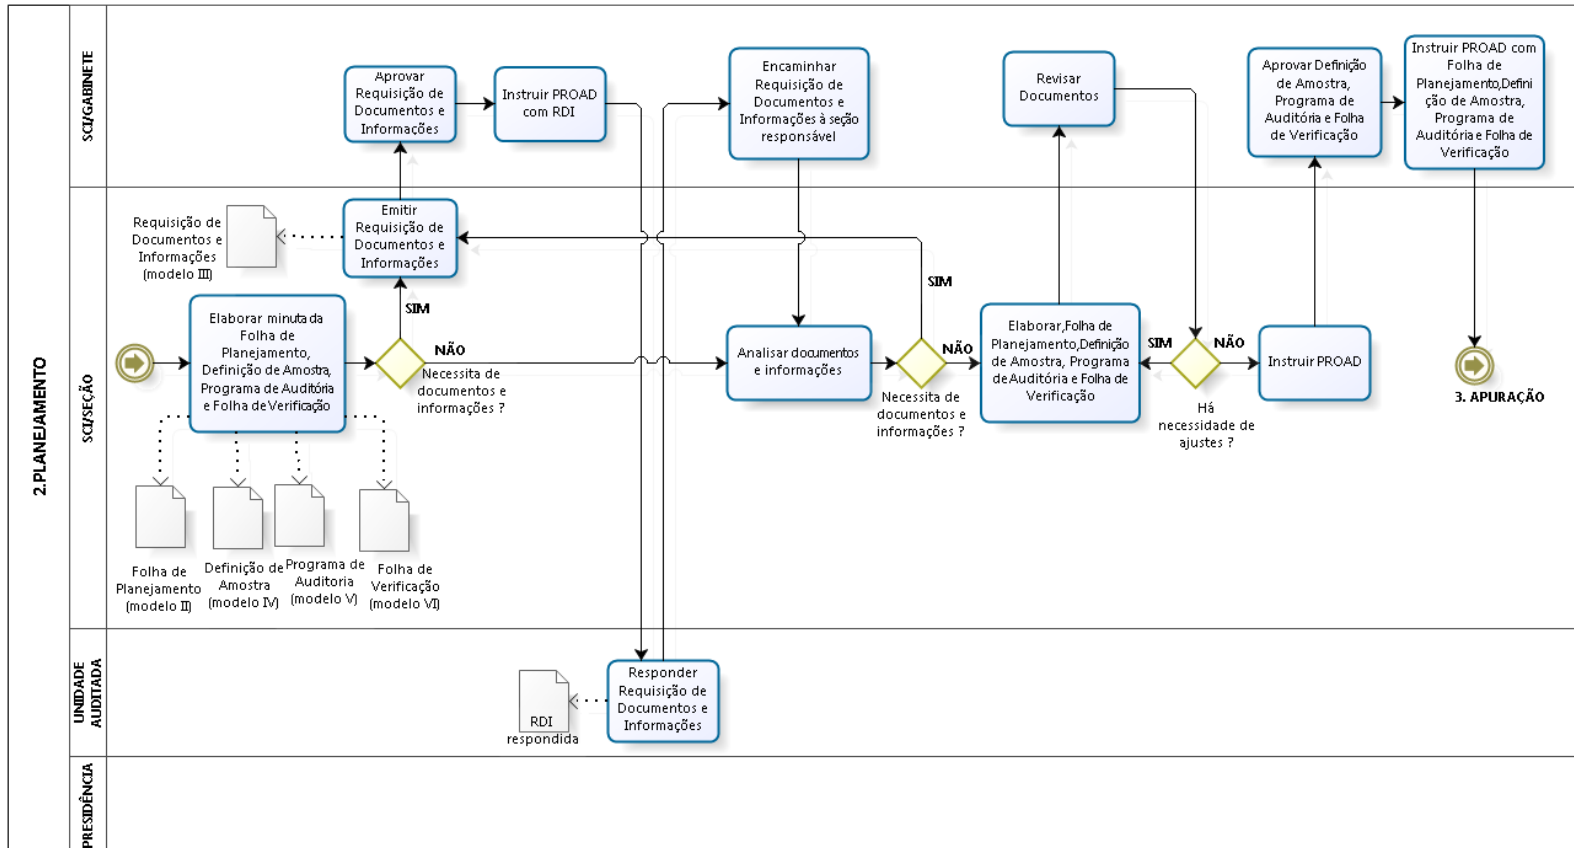 2.PLANEJAMENTO
SCI/GABINETE
Aprovar
Requisição de
Documentos e
Informações
Instruir PROAD
com RDI
Encaminhar
Requisição de
Documentos e
Informações à seção
responsável
Revisar
Documentos
Aprovar Definição
de Amostra,
Programa de
Auditória e Folha
de Verificação
Instruir PROAD com
Folha de
Planejamento,Defini
ção de Amostra,
Programa de
Auditória e Folha de
Verificação
SCI/SEÇÃO
Requisição de
Documentos e
Informações
(modelo III)
Emitir
Requisição de
Documentos e
Informações
SIM
Elaborar minuta da
Folha de
Planejamento,
Definição de Amostra,
Programa de Auditória
e Folha de Verificação
NÃO
Necessita de
documentos e
informações ?
Analisar documentos
e informações
SIM
NÃO
Necessita de
documentos e
informações ?
Elaborar,Folha de
Planejamento,Definição
de Amostra, Programa
de Auditória e Folha de
Verificação
SIM
NÃO
Há
necessidade de
ajustes ?
Instruir PROAD
3. APURAÇÃO
Folha de
Planejamento
(modelo II)
Definição de
Amostra
(modelo IV)
Programa de
Auditoria
(modelo V)
Folha de
Verificação
(modelo VI)
UNIDADE
AUDITADA
RDI
respondida
Responder
Requisição de
Documentos e
Informações
PRESIDÊNCIA